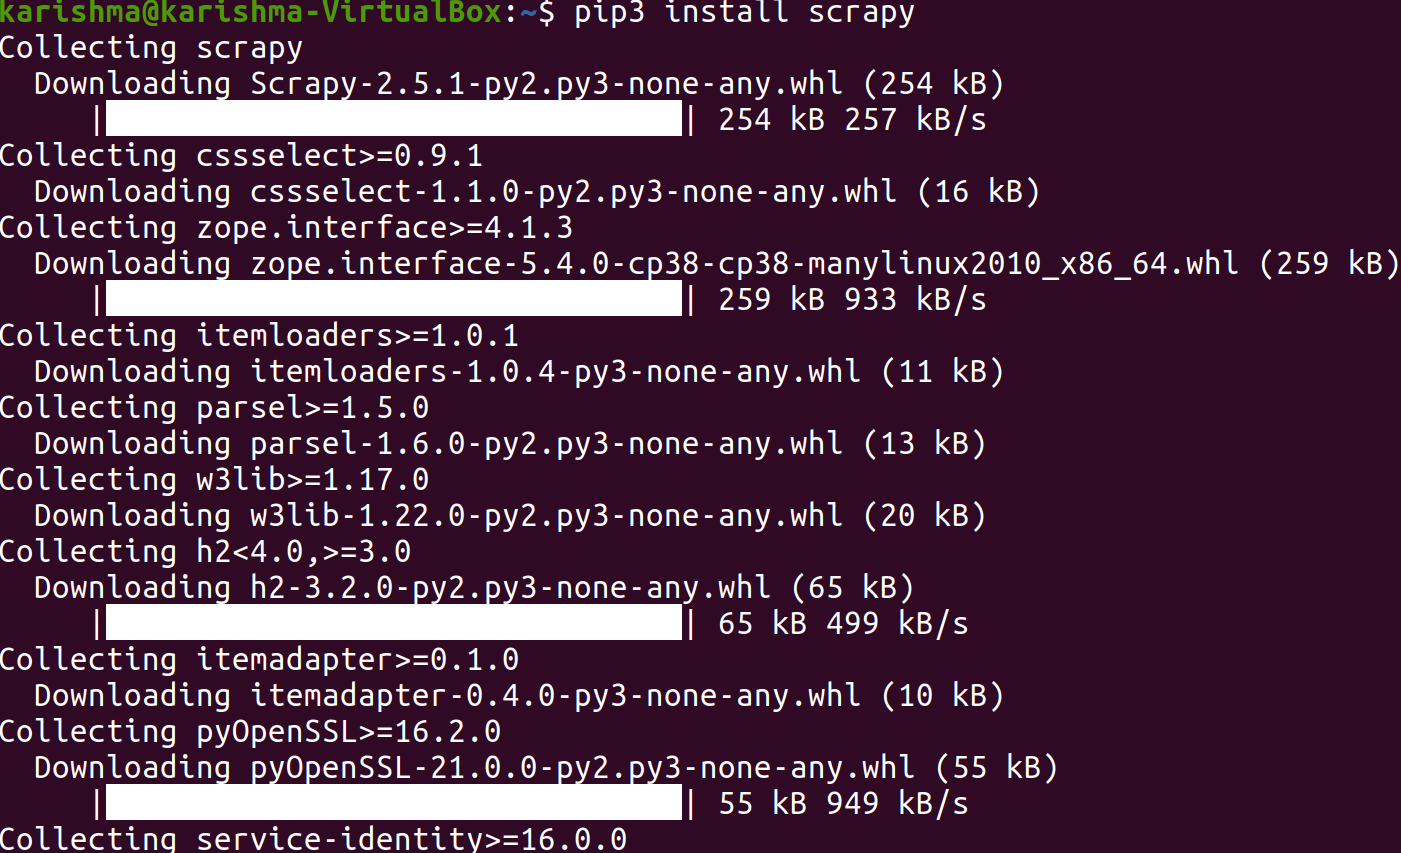 karishma@karishma-VirtualBox:~$ pip3 install scrapy
Collecting scrapy
  Downloading Scrapy-2.5.1-py2.py3-none-any.whl (254 kB)
     | | 254 kB 257 kB/s
Collecting cssselect>=0.9.1
  Downloading cssselect-1.1.0-py2.py3-none-any.whl (16 kB)
Collecting zope.interface>=4.1.3
  Downloading zope.interface-5.4.0-cp38-cp38-manylinux2010_x86_64.whl (259 kB)
     | | 259 kB 933 kB/s
Collecting itemloaders>=1.0.1
  Downloading itemloaders-1.0.4-py3-none-any.whl (11 kB)
Collecting parsel>=1.5.0
  Downloading parsel-1.6.0-py2.py3-none-any.whl (13 kB)
Collecting w3lib>=1.17.0
  Downloading w3lib-1.22.0-py2.py3-none-any.whl (20 kB)
Collecting h2<4.0,>=3.0
  Downloading h2-3.2.0-py2.py3-none-any.whl (65 kB)
     | | 65 kB 499 kB/s
Collecting itemadapter>=0.1.0
  Downloading itemadapter-0.4.0-py3-none-any.whl (10 kB)
Collecting pyOpenSSL>=16.2.0
  Downloading pyOpenSSL-21.0.0-py2.py3-none-any.whl (55 kB)
     | | 55 kB 949 kB/s
Collecting service-identity>=16.0.0